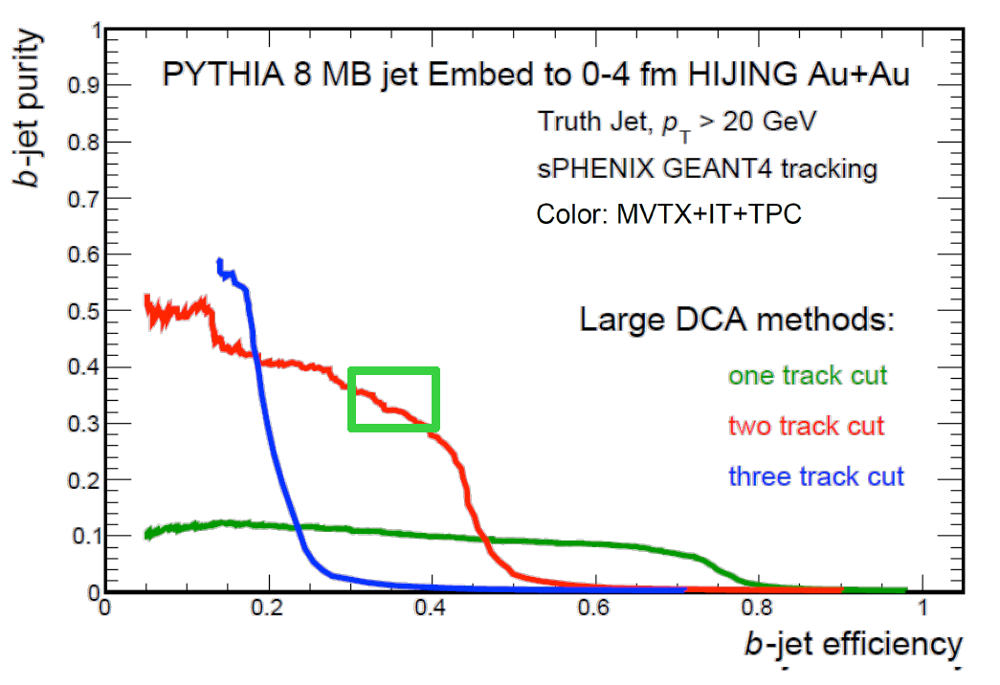 b-jet purity
PYTHIA 8 MB jet Embed to 0-4 fm HIJING Au+Au
Truth Jet, pT > 20 GeV
sPHENIX GEANT4 tracking
Color: MVTX+IT+TPC
Large DCA methods:
one track cut
two track cut
three track cut
1
0.9
0.8
0.7
0.6
0.5
0.4
0.3
0.2
0.1
0
0 0.2 0.4 0.6 0.8 1
b-jet efficiency